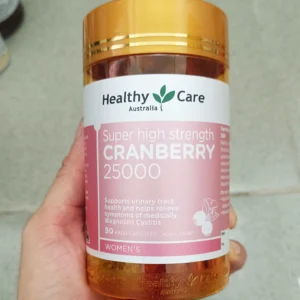 Healthy Care
Australia
Super high strength
CRANBERRY
25000
Supports urinary tract
health and helps relieve
symptoms of medically
diagnosed Cystitis
90
WOMEN'S